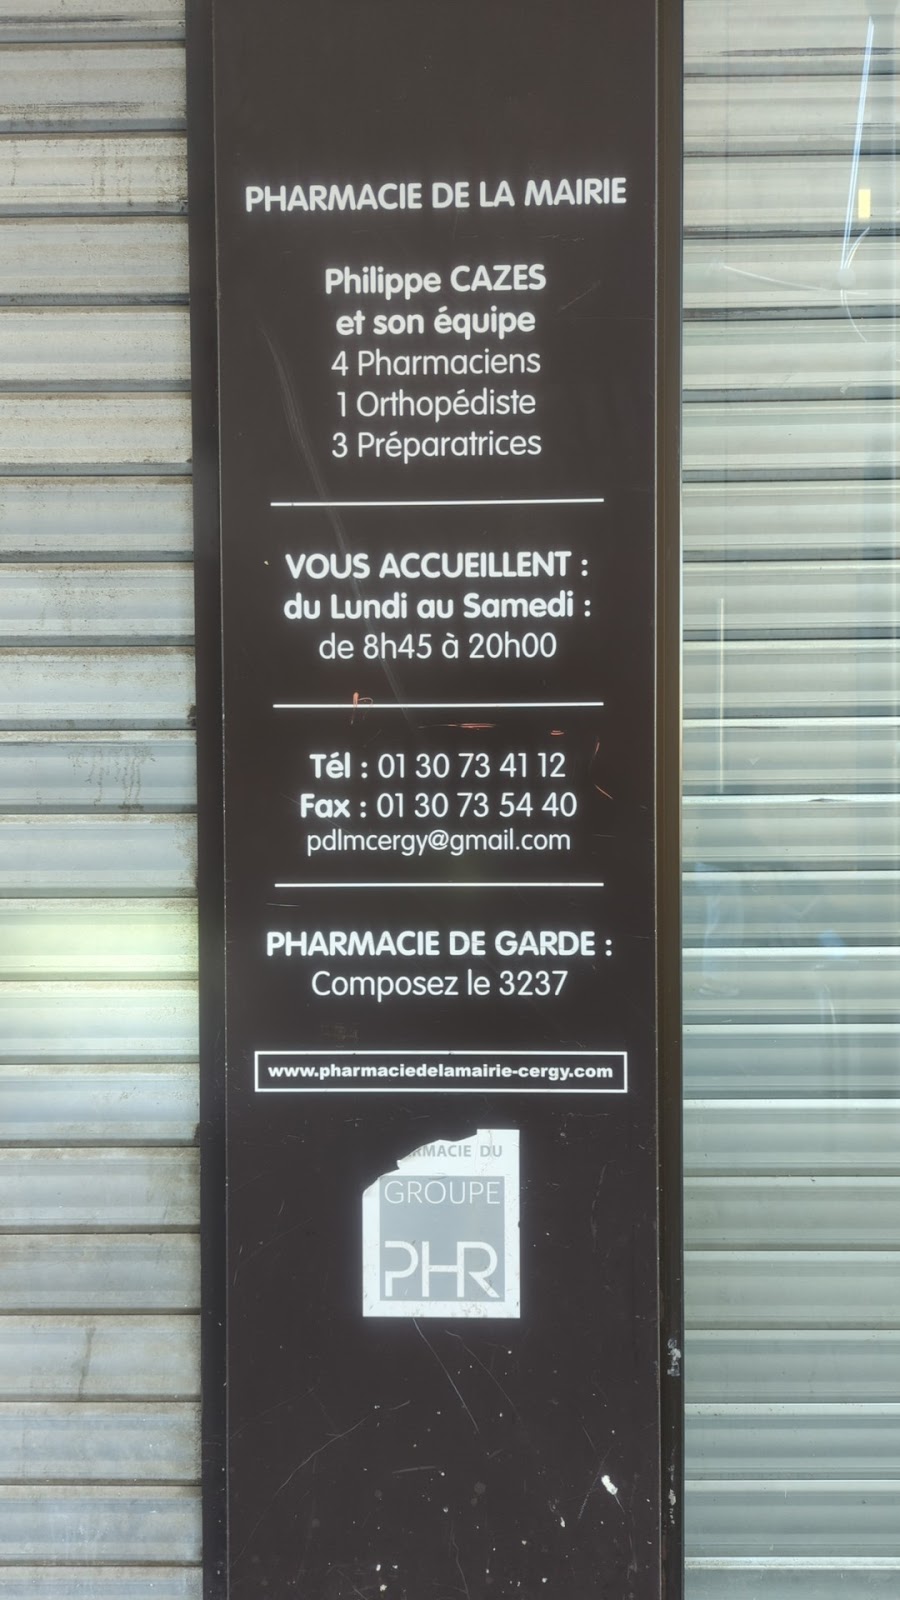 PHARMACIE DE LA MAIRIE
Philippe CAZES
et son équipe
4 Pharmaciens
1 Orthopédiste
3 Préparatrices
VOUS ACCUEILLENT :
du Lundi au Samedi :
de 8h45 à 20h00
Tél : 01 30 73 41 12
Fax : 01 30 73 54 40
pdlmcergy@gmail.com
PHARMACIE DE GARDE :
Composez le 3237
www.pharmaciedelamairie-cergy.com
RMACIE DU
GROUPE
PHR